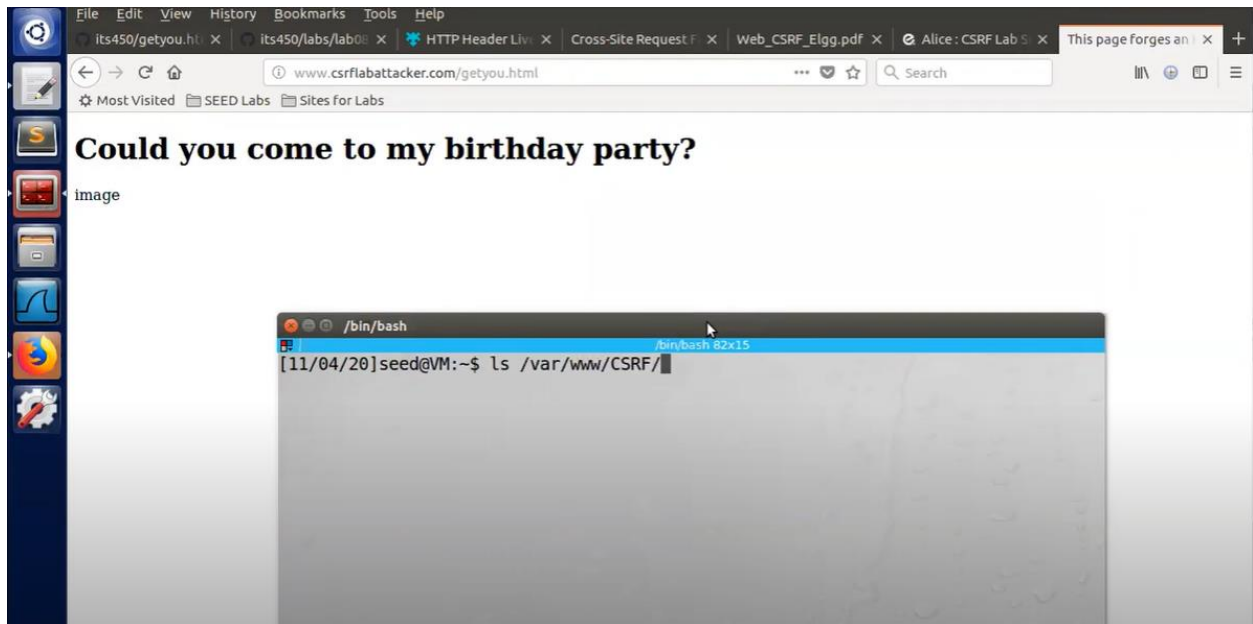 File Edit View History Bookmarks Tools Help
its450/getyou.ht its450/labs/lab08 HTTP Header Live Cross-Site Request F Web_CSRF_Elgg.pdf Alice : CSRF Lab S This page forges an
www.csrflabattacker.com/getyou.html Search
Most Visited SEED Labs Sites for Labs
Could you come to my birthday party?
image
/bin/bash
/bin/bash 82x15
[11/04/20]seed@VM:~$ ls /var/www/CSRF/